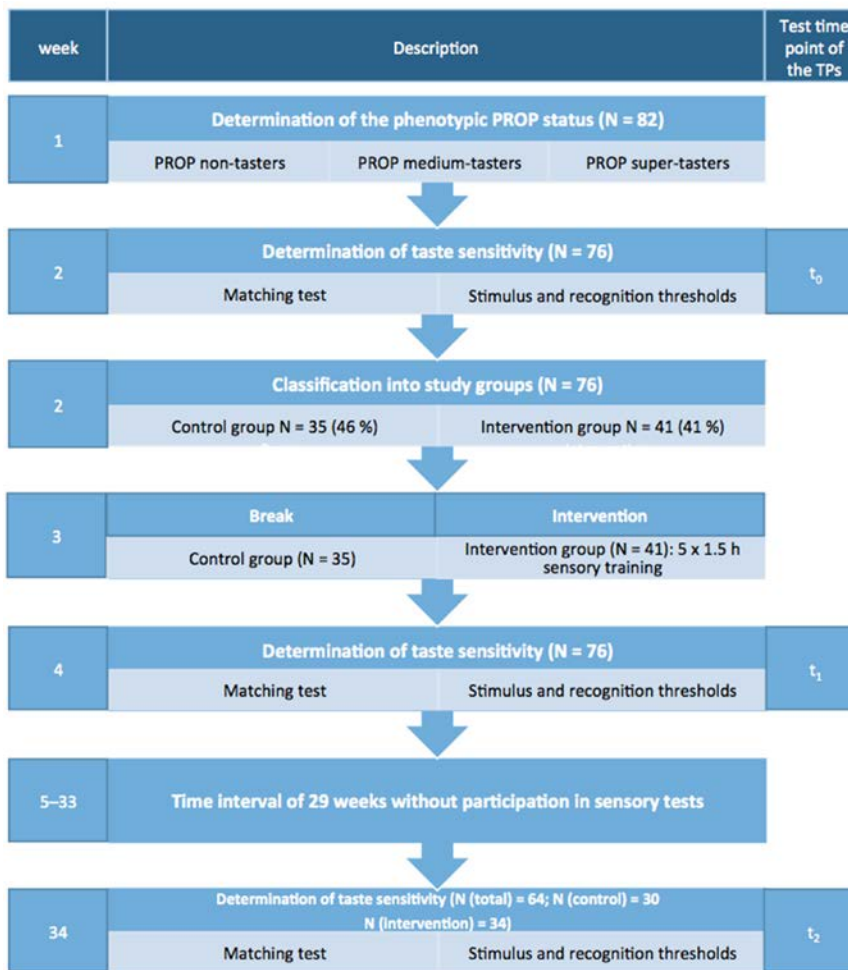 week
Description
Test time
point of
the TPs
1
Determination of the phenotypic PROP status (N = 82)
PROP non-tasters
PROP medium-tasters
PROP super-tasters
2
Determination of taste sensitivity (N = 76)
t0
Matching test
Stimulus and recognition thresholds
2
Classification into study groups (N = 76)
Control group N = 35 (46 %)
Intervention group N = 41 (41 %)
3
Break
Intervention
Control group (N = 35)
Intervention group (N = 41): 5 x 1.5 h
sensory training
4
Determination of taste sensitivity (N = 76)
t1
Matching test
Stimulus and recognition thresholds
5–33
Time interval of 29 weeks without participation in sensory tests
34
Determination of taste sensitivity (N (total) = 64; N (control) = 30
N (intervention) = 34)
t2
Matching test
Stimulus and recognition thresholds